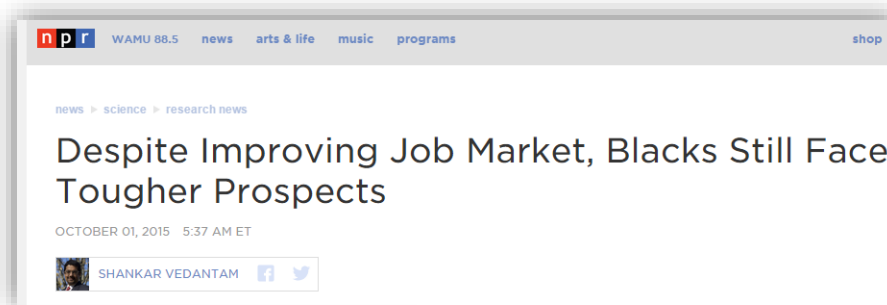 npr WAMU 88.5 news arts & life music programs shop
news ▸ science ▸ research news
Despite Improving Job Market, Blacks Still Face
Tougher Prospects
OCTOBER 01, 2015 5:37 AM ET
SHANKAR VEDANTAM